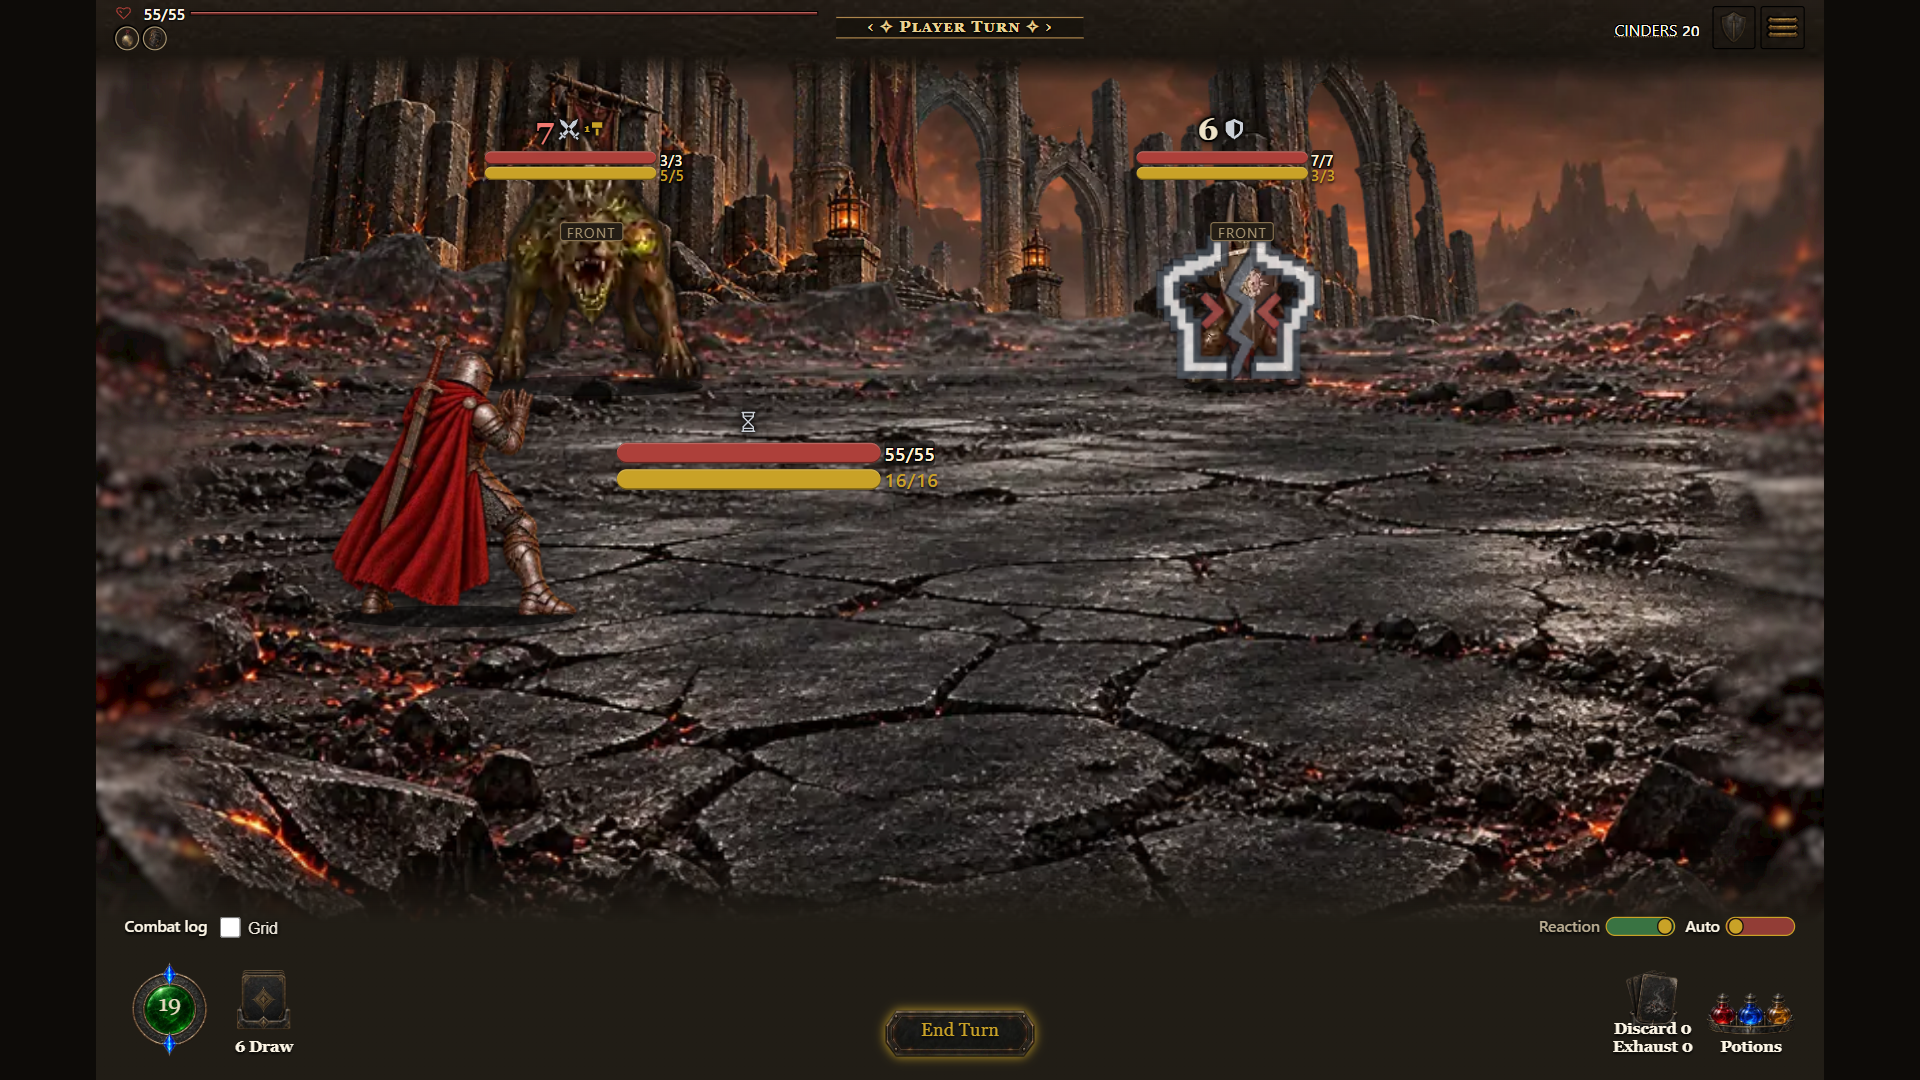 55/55
‹ ✧ PLAYER TURN ✧ ›
CINDERS 20
7 1
3/3
5/5
6
7/7
3/3
FRONT
FRONT
55/55
16/16
Combat log
Grid
Reaction
Auto
19
6 Draw
End Turn
Discard 0
Exhaust 0
Potions